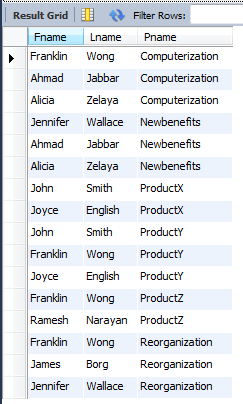 Result Grid Filter Rows:
Fname Lname Pname
Franklin Wong Computerization
Ahmad Jabbar Computerization
Alicia Zelaya Computerization
Jennifer Wallace Newbenefits
Ahmad Jabbar Newbenefits
Alicia Zelaya Newbenefits
John Smith ProductX
Joyce English ProductX
John Smith ProductY
Franklin Wong ProductY
Joyce English ProductY
Franklin Wong ProductZ
Ramesh Narayan ProductZ
Franklin Wong Reorganization
James Borg Reorganization
Jennifer Wallace Reorganization